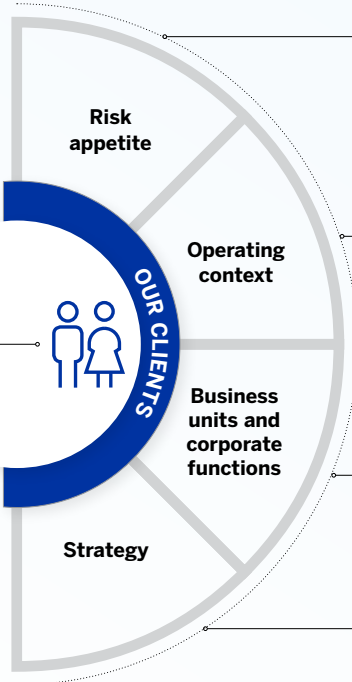 Risk
appetite
Operating
context
OUR CLIENTS
Business
units and
corporate
functions
Strategy